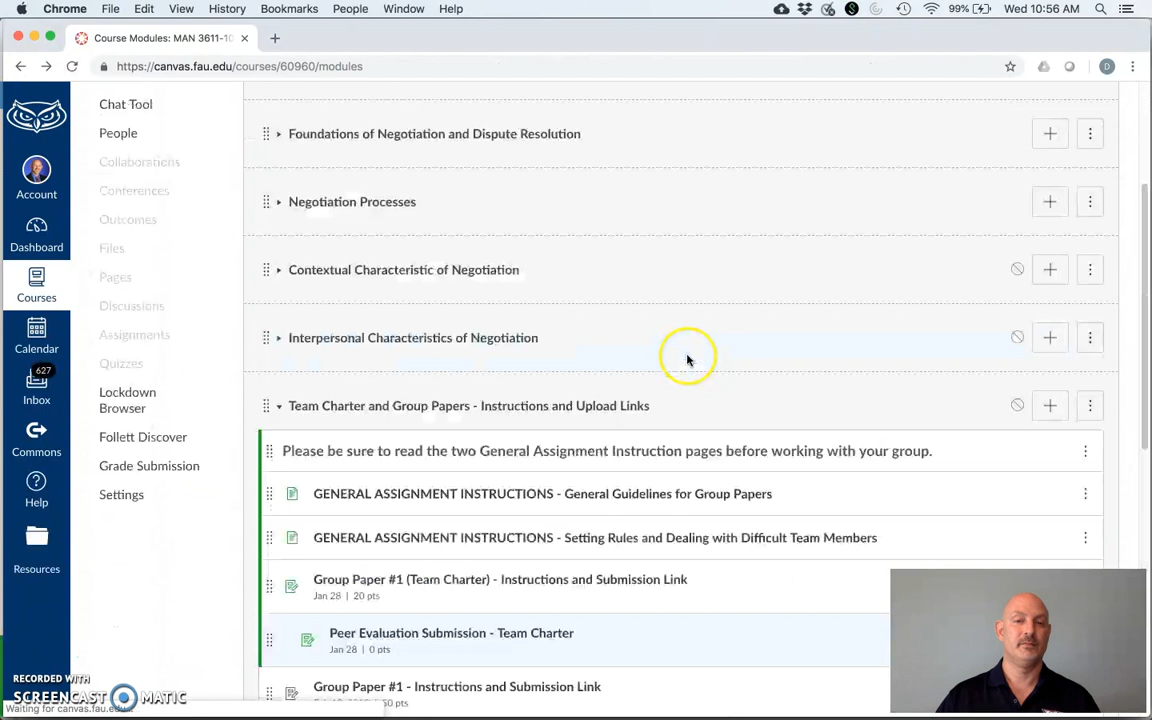 Chrome File Edit View History Bookmarks People Window Help 99% Wed 10:56 AM
Course Modules: MAN 3611-10
https://canvas.fau.edu/courses/60960/modules D
Chat Tool
People
Collaborations
Conferences
Outcomes
Files
Pages
Discussions
Assignments
Quizzes
Lockdown
Browser
Follett Discover
Grade Submission
Settings
Account
Dashboard
Courses
Calendar
627
Inbox
Commons
Help
Resources
Foundations of Negotiation and Dispute Resolution
Negotiation Processes
Contextual Characteristic of Negotiation
Interpersonal Characteristics of Negotiation
Team Charter and Group Papers - Instructions and Upload Links
Please be sure to read the two General Assignment Instruction pages before working with your group.
GENERAL ASSIGNMENT INSTRUCTIONS - General Guidelines for Group Papers
GENERAL ASSIGNMENT INSTRUCTIONS - Setting Rules and Dealing with Difficult Team Members
Group Paper #1 (Team Charter) - Instructions and Submission Link
Jan 28 | 20 pts
Peer Evaluation Submission - Team Charter
Jan 28 | 0 pts
Group Paper #1 - Instructions and Submission Link
pts
RECORDED WITH
SCREENCAST MATIC
Waiting for canvas.fau.edu...